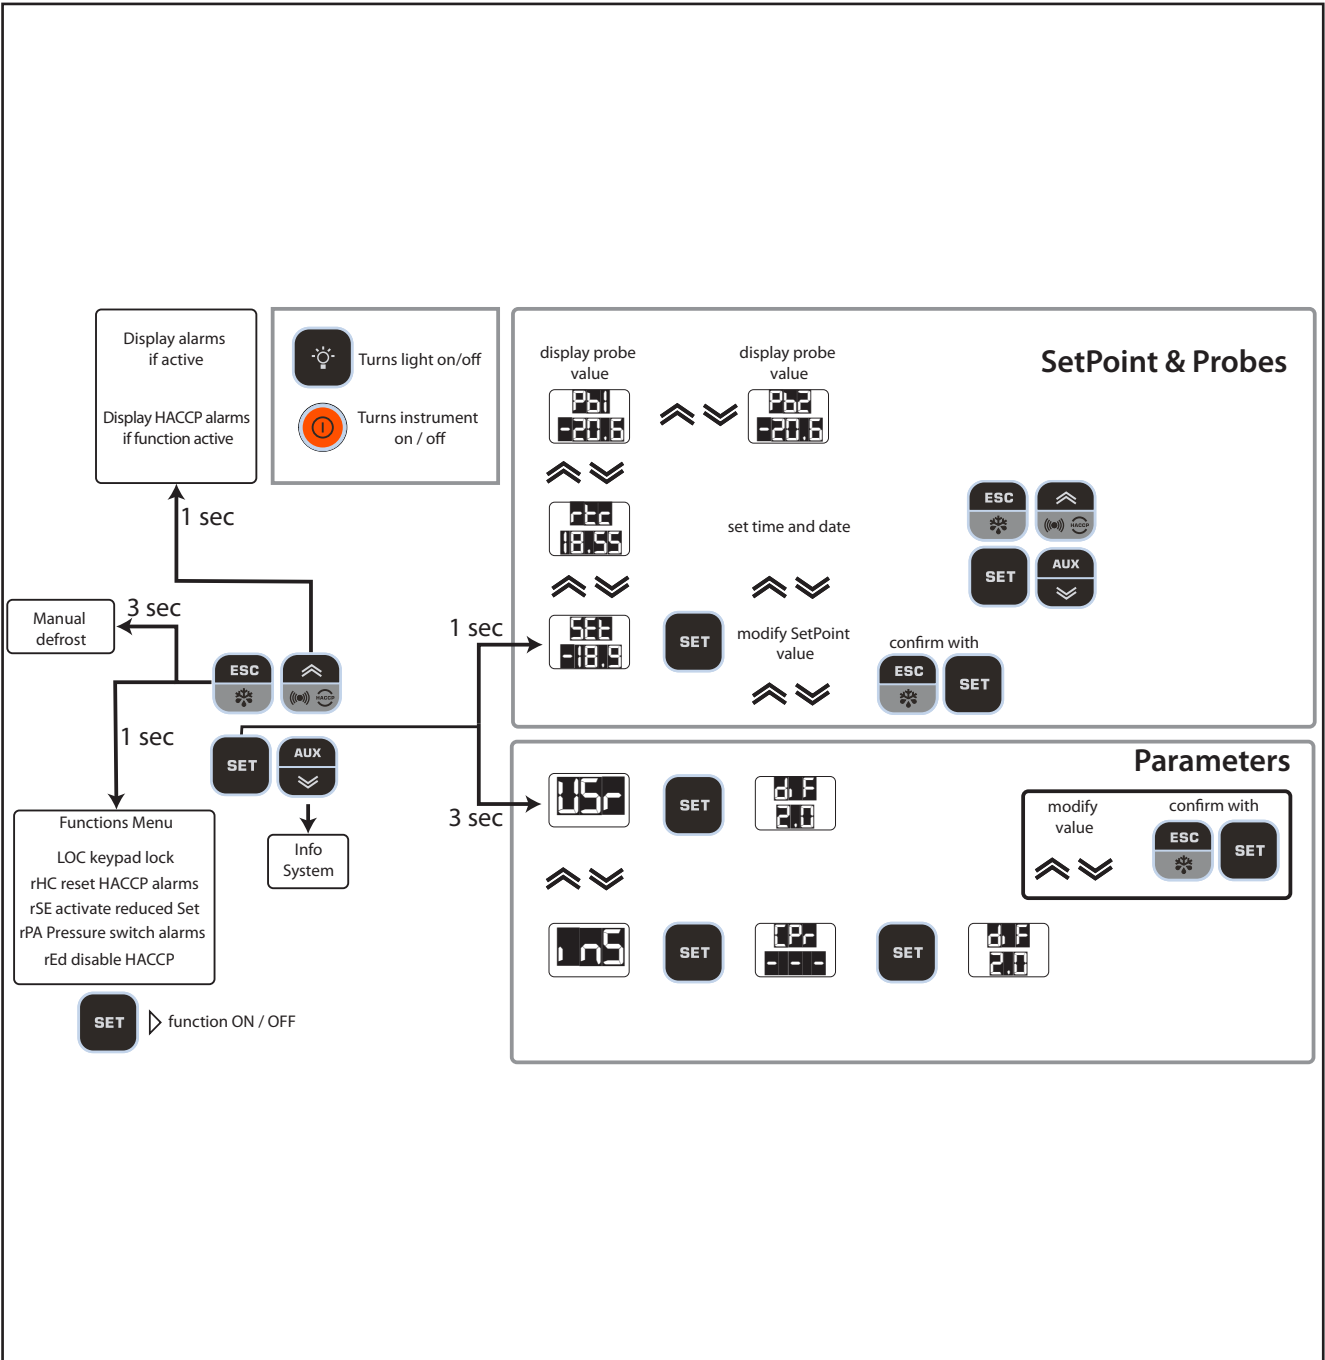 Display alarms
if active
Display HACCP alarms
if function active
Turns light on/off
Turns instrument
on / off
1 sec
Manual
defrost
3 sec
ESC
HACCP
1 sec
SET
AUX
Functions Menu
LOC keypad lock
rHC reset HACCP alarms
rSE activate reduced Set
rPA Pressure switch alarms
rEd disable HACCP
Info
System
SET
function ON / OFF
1 sec
3 sec
SetPoint & Probes
display probe
value
Pb1
-20.6
display probe
value
Pb2
-20.6
rtc
18.55
set time and date
SEt
-18.9
SET
modify SetPoint
value
confirm with
ESC
SET
ESC
HACCP
SET
AUX
Parameters
USr
SET
diF
2.0
modify
value
confirm with
ESC
SET
inS
SET
CPr
---
SET
diF
2.0